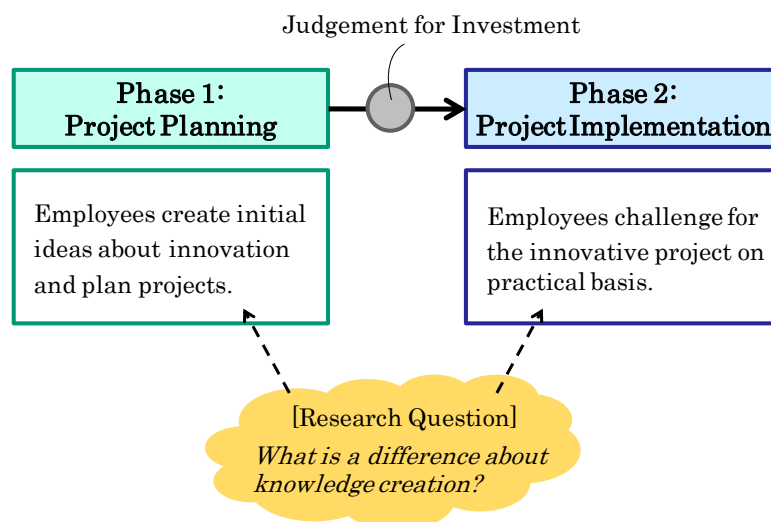 Judgement for Investment
Phase 1:
Project Planning
Phase 2:
Project Implementation
Employees create initial
ideas about innovation
and plan projects.
Employees challenge for
the innovative project on
practical basis.
[Research Question]
What is a difference about
knowledge creation?